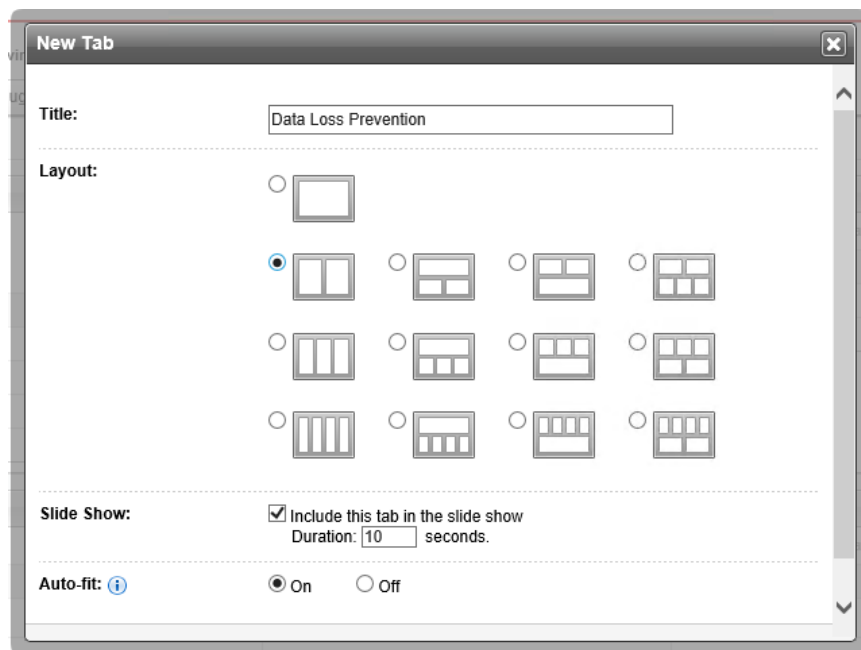 New Tab
Title:
Data Loss Prevention
Layout:
Slide Show:
Include this tab in the slide show
Duration: 10 seconds.
Auto-fit:
On
Off